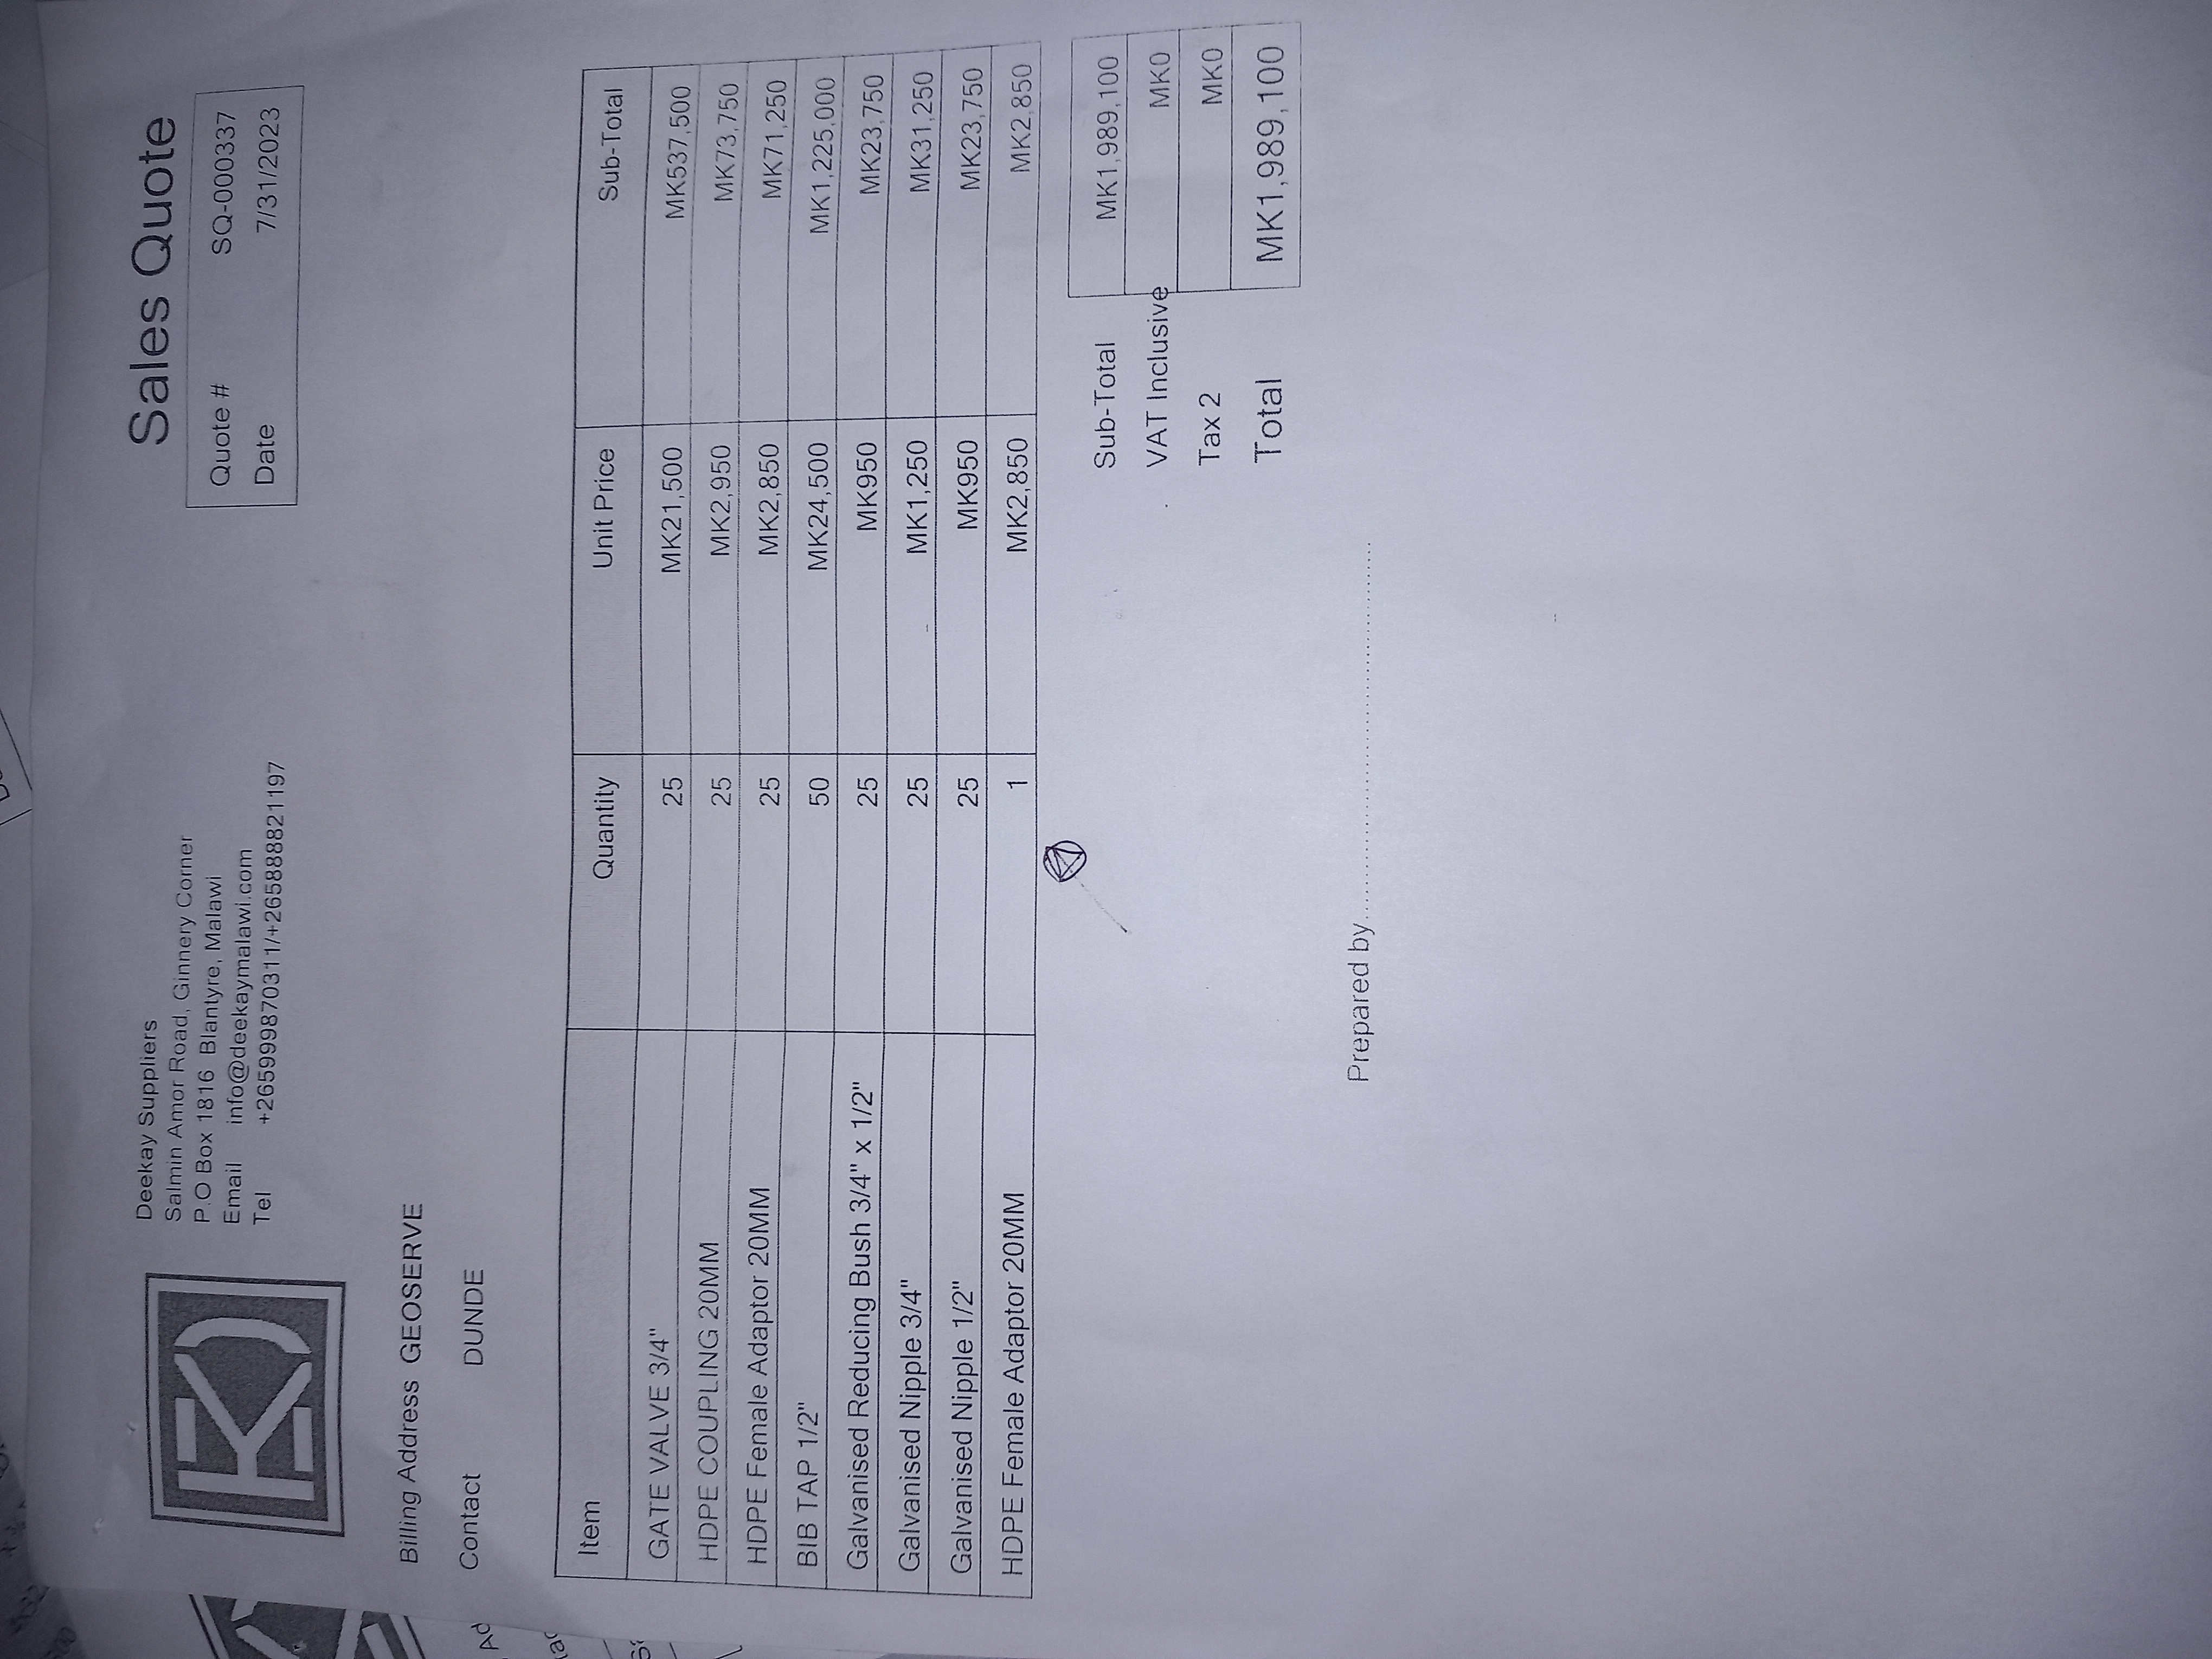 Deekay Suppliers
Salmin Amor Road, Ginnery Corner
P.O Box 1816 Blantyre, Malawi
Email info@deekaymalawi.com
Tel +265999870311/+265888821197
Sales Quote
Quote # SQ-000337
Date 7/31/2023
Billing Address GEOSERVE
Contact DUNDE
Item Quantity Unit Price Sub-Total
GATE VALVE 3/4" 25 MK21,500 MK537,500
HDPE COUPLING 20MM 25 MK2,950 MK73,750
HDPE Female Adaptor 20MM 25 MK2,850 MK71,250
BIB TAP 1/2" 50 MK24,500 MK1,225,000
Galvanised Reducing Bush 3/4" x 1/2" 25 MK950 MK23,750
Galvanised Nipple 3/4" 25 MK1,250 MK31,250
Galvanised Nipple 1/2" 25 MK950 MK23,750
HDPE Female Adaptor 20MM 1 MK2,850 MK2,850
Sub-Total MK1,989,100
VAT Inclusive MK0
Tax 2 MK0
Total MK1,989,100
Prepared by............................................